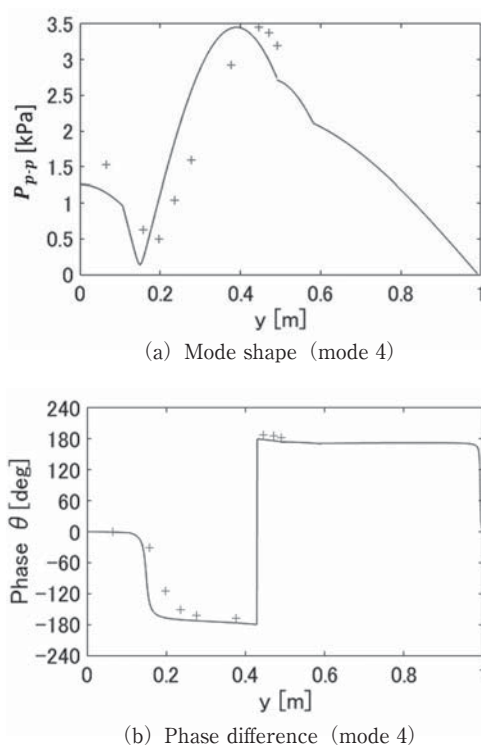 3.5
3
2.5
2
1.5
1
0.5
0
P_{p-p} [kPa]
0 0.2 0.4 0.6 0.8 1
y [m]
(a) Mode shape (mode 4)
240
180
120
60
0
-60
-120
-180
-240
Phase θ [deg]
0 0.2 0.4 0.6 0.8 1
y [m]
(b) Phase difference (mode 4)